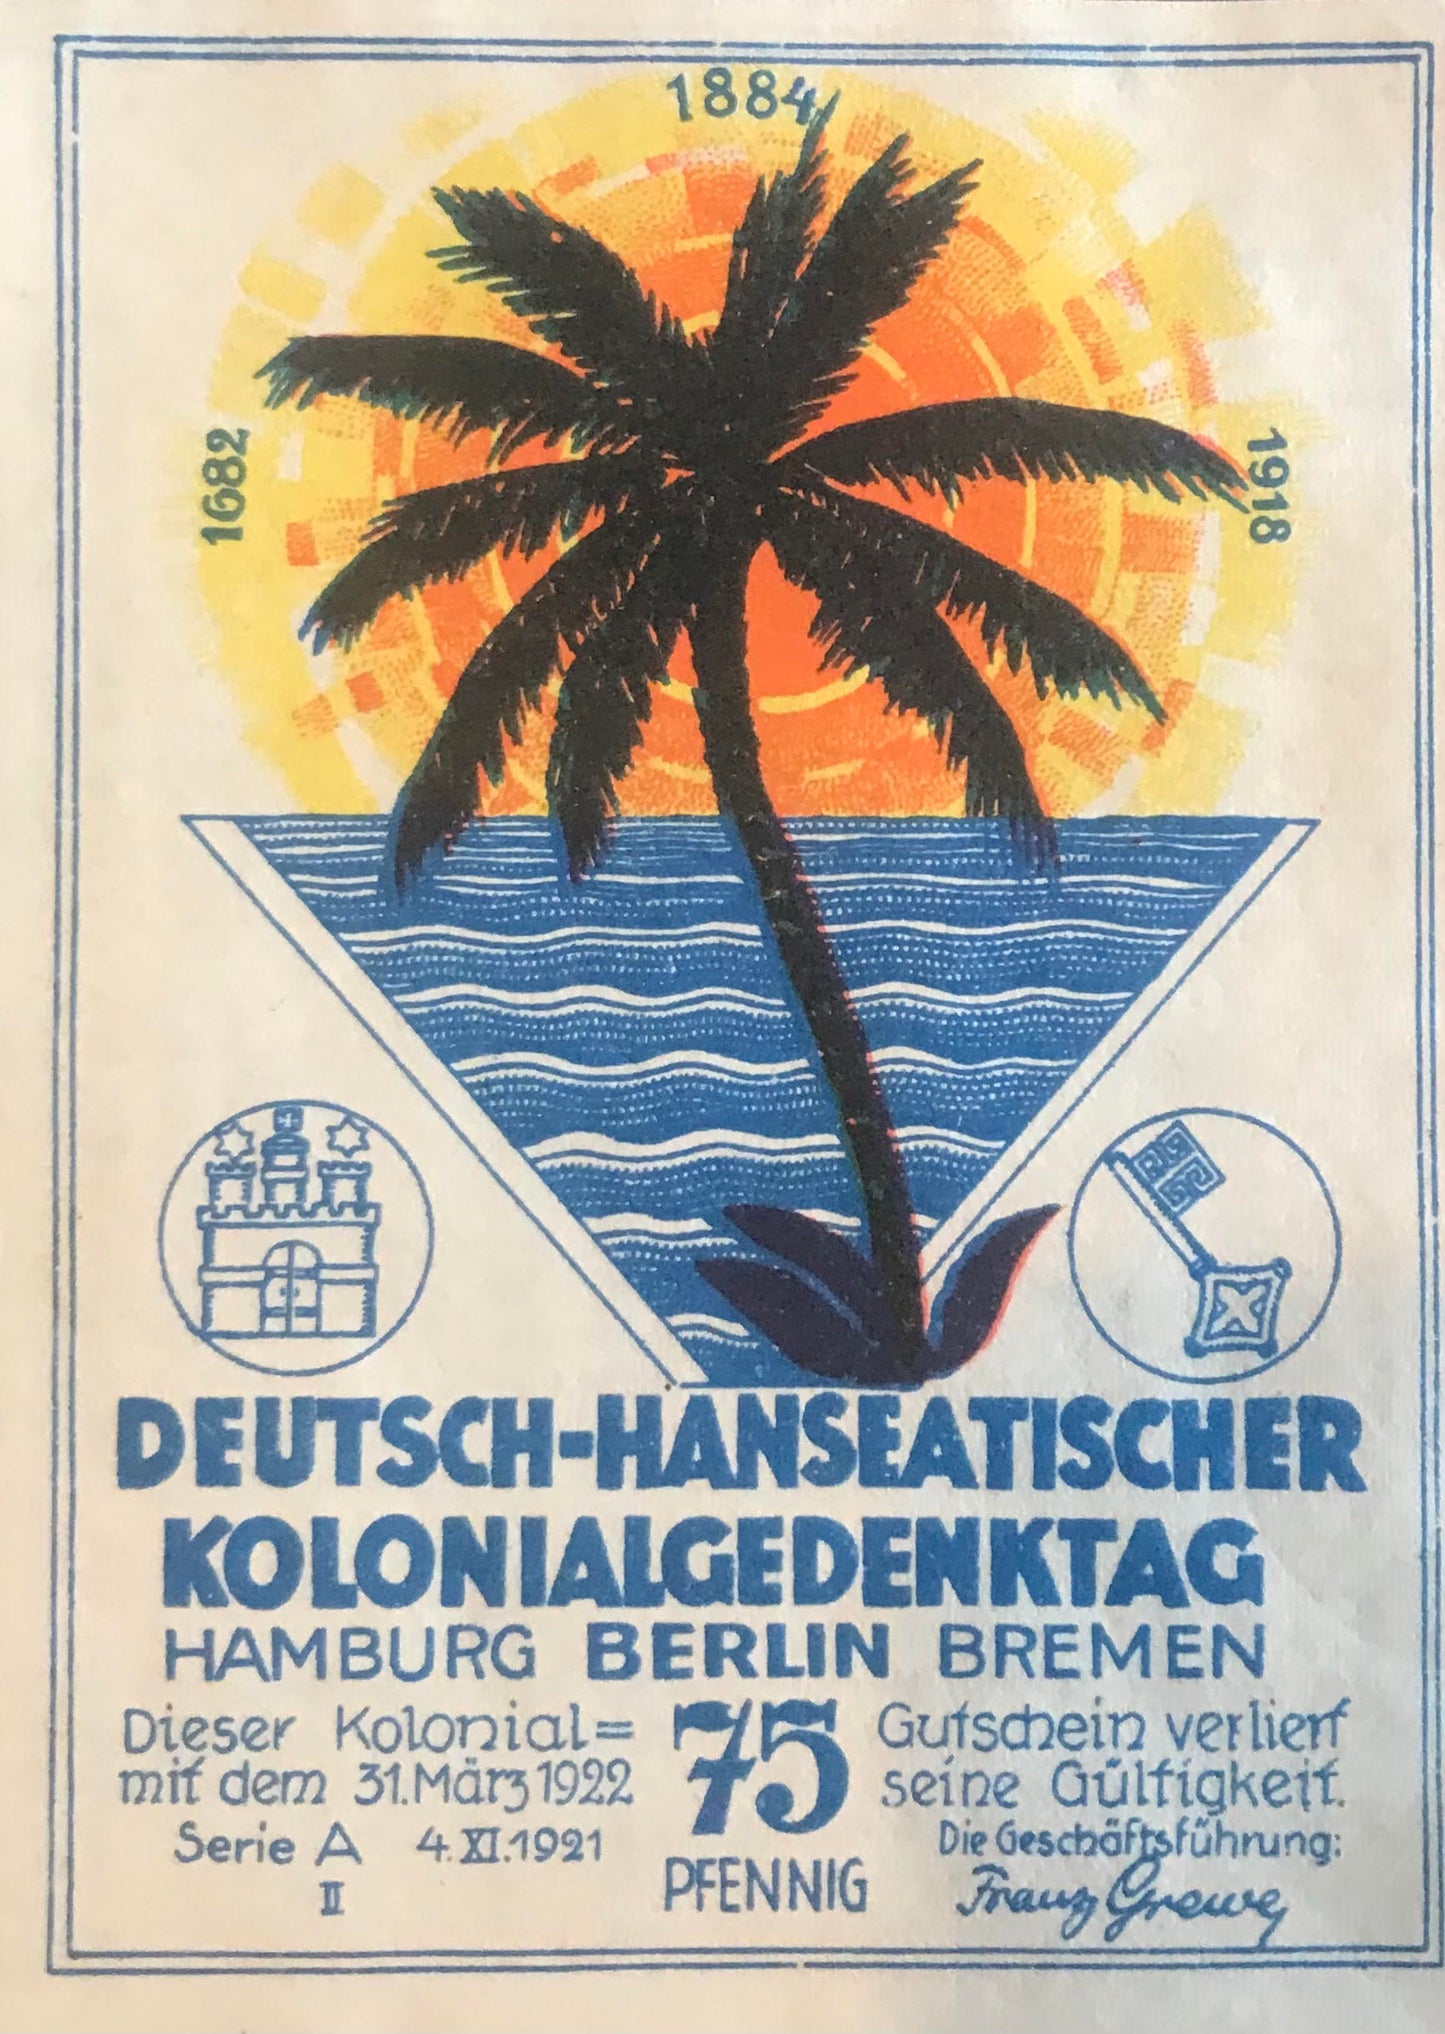 1884
1682
1918
DEUTSCH-HANSEATISCHER
KOLONIALGEDENKTAG
HAMBURG BERLIN BREMEN
Dieser Kolonial= 75 Gutschein verliert
mit dem 31. März 1922 seine Gültigkeit.
Serie A 4. XI. 1921 Die Geschäftsführung:
II PFENNIG Franz Grewe